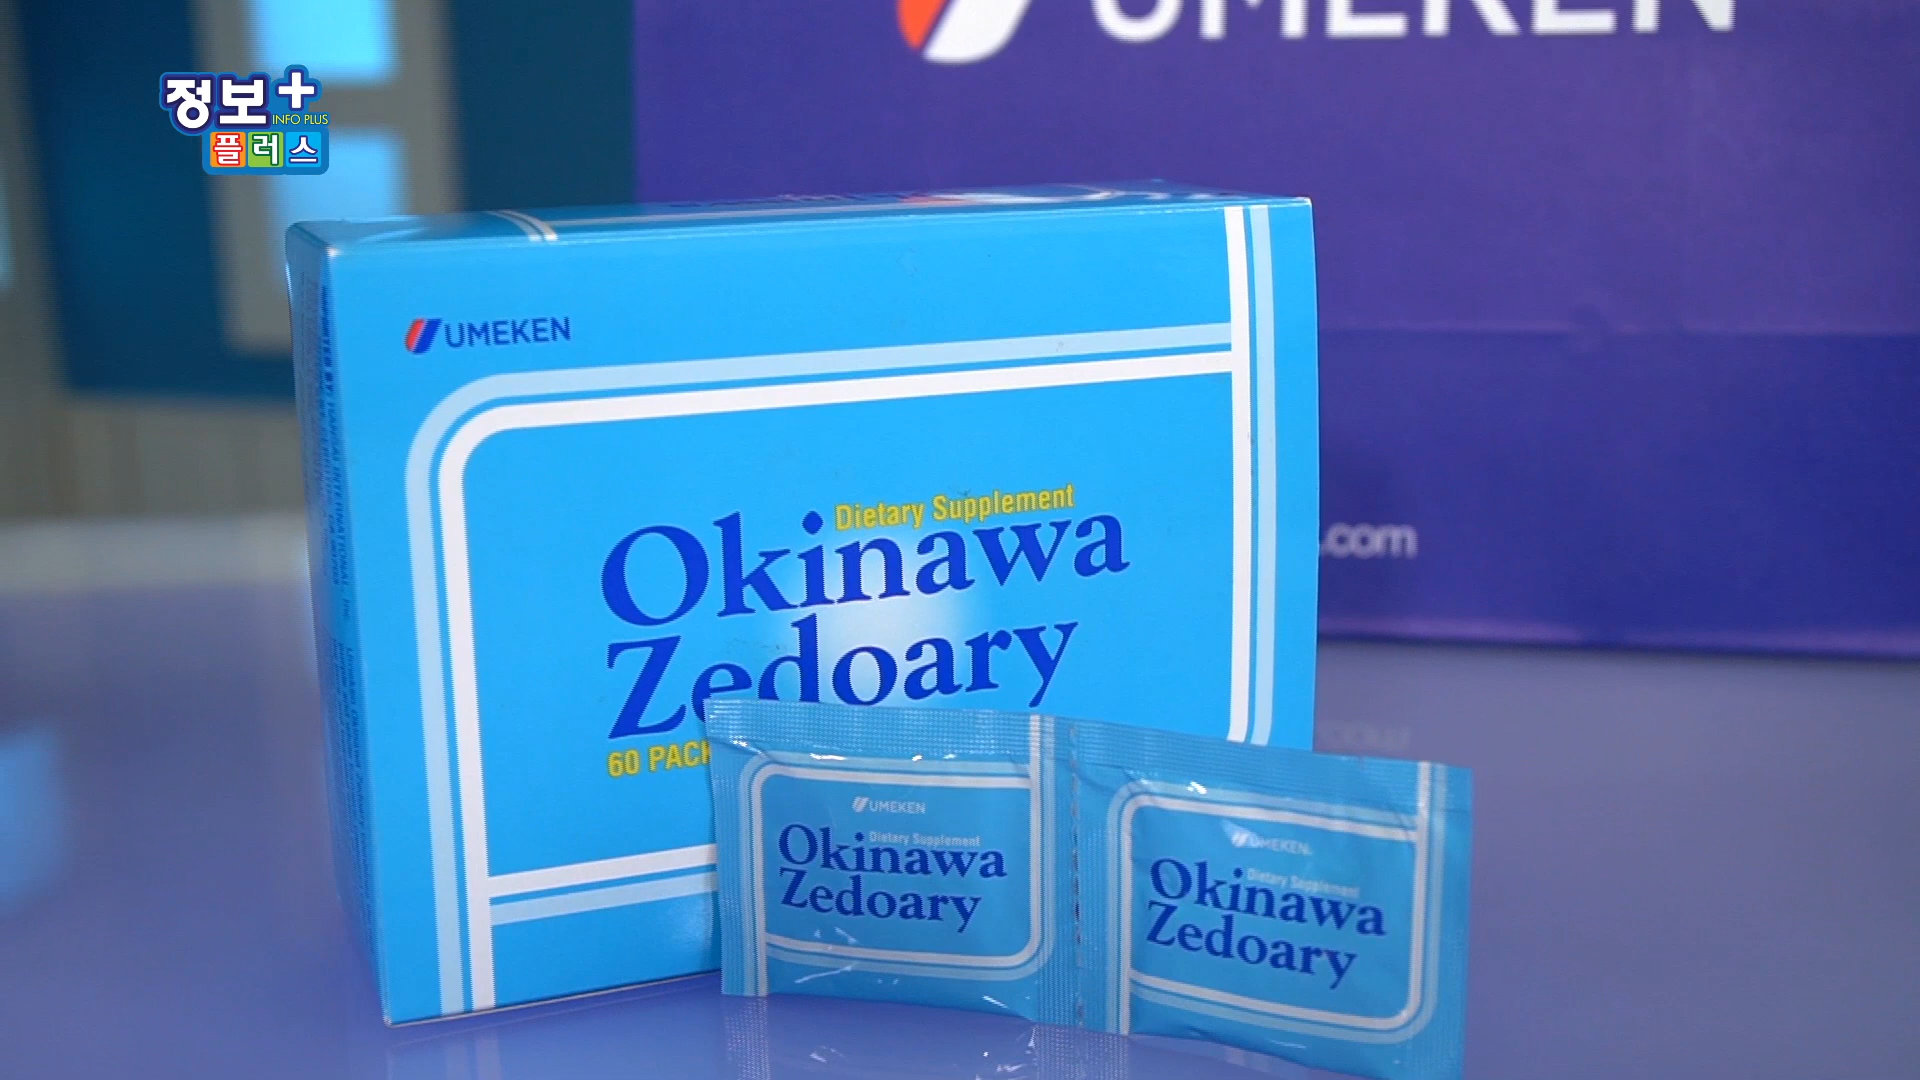 정보+
INFO PLUS
플러스
UMEKEN
UMEKEN
Dietary Supplement
Okinawa
Zedoary
60 PACK
.com
UMEKEN
Dietary Supplement
Okinawa
Zedoary
UMEKEN
Dietary Supplement
Okinawa
Zedoary